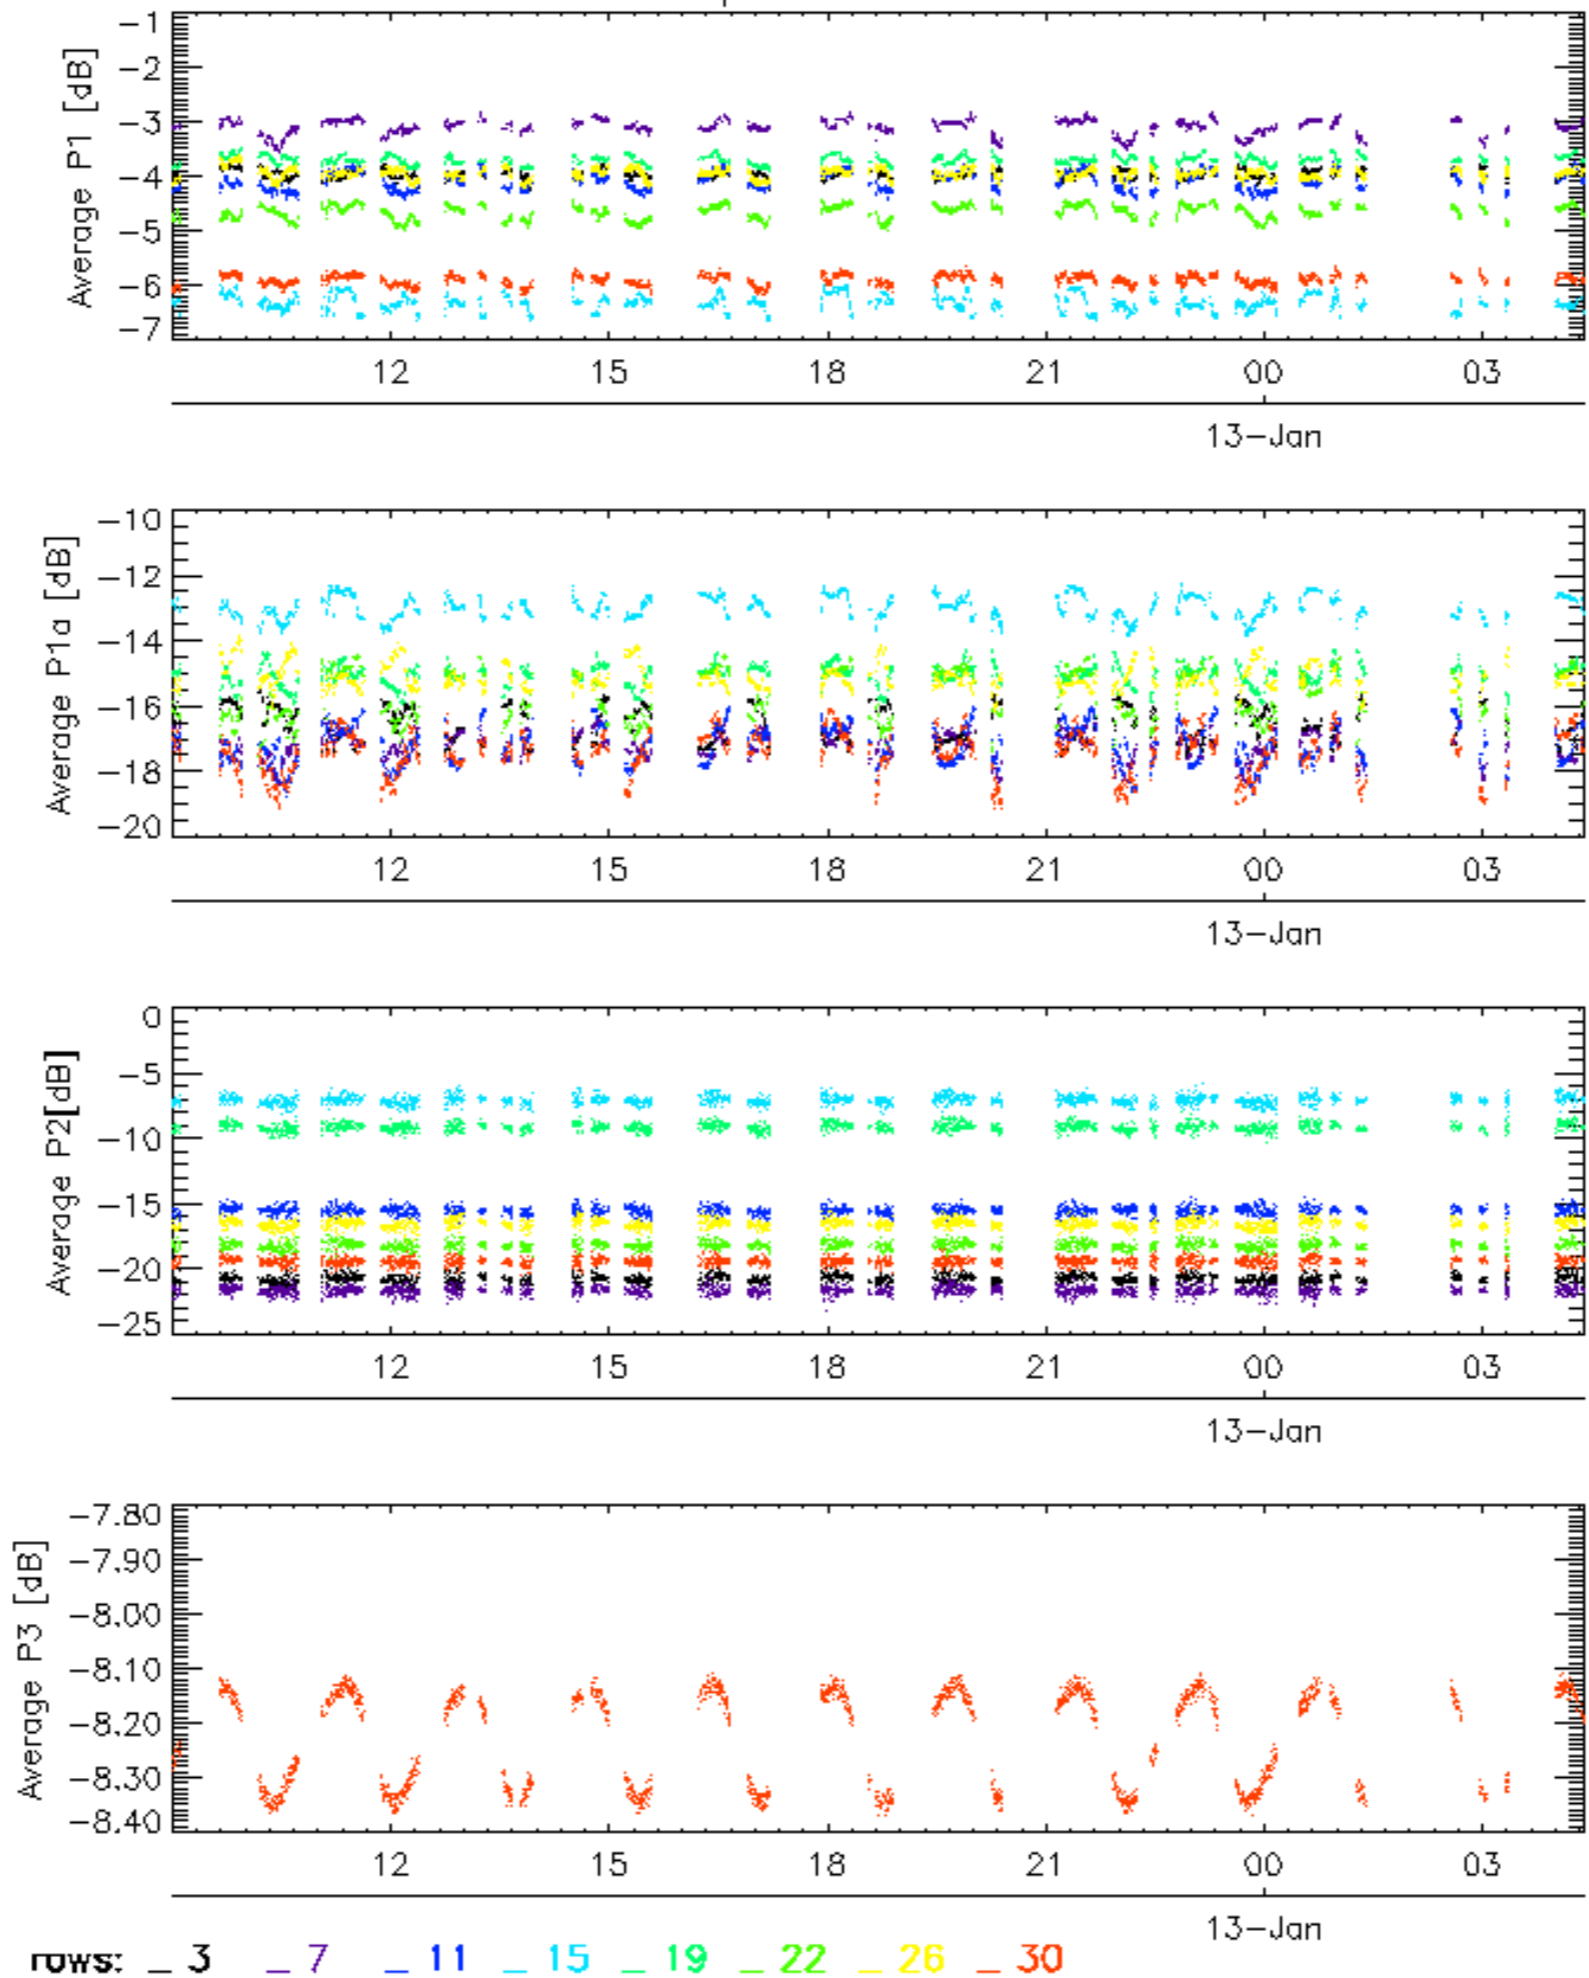 Average P1 [dB]
−1
−2
−3
−4
−5
−6
−7
12 15 18 21 00 03
13−Jan
Average P1a [dB]
−10
−12
−14
−16
−18
−20
12 15 18 21 00 03
13−Jan
Average P2[dB]
0
−5
−10
−15
−20
−25
12 15 18 21 00 03
13−Jan
Average P3 [dB]
−7.80
−7.90
−8.00
−8.10
−8.20
−8.30
−8.40
12 15 18 21 00 03
13−Jan
rows: _ 3 _ 7 _ 11 _ 15 _ 19 _ 22 _ 26 _ 30